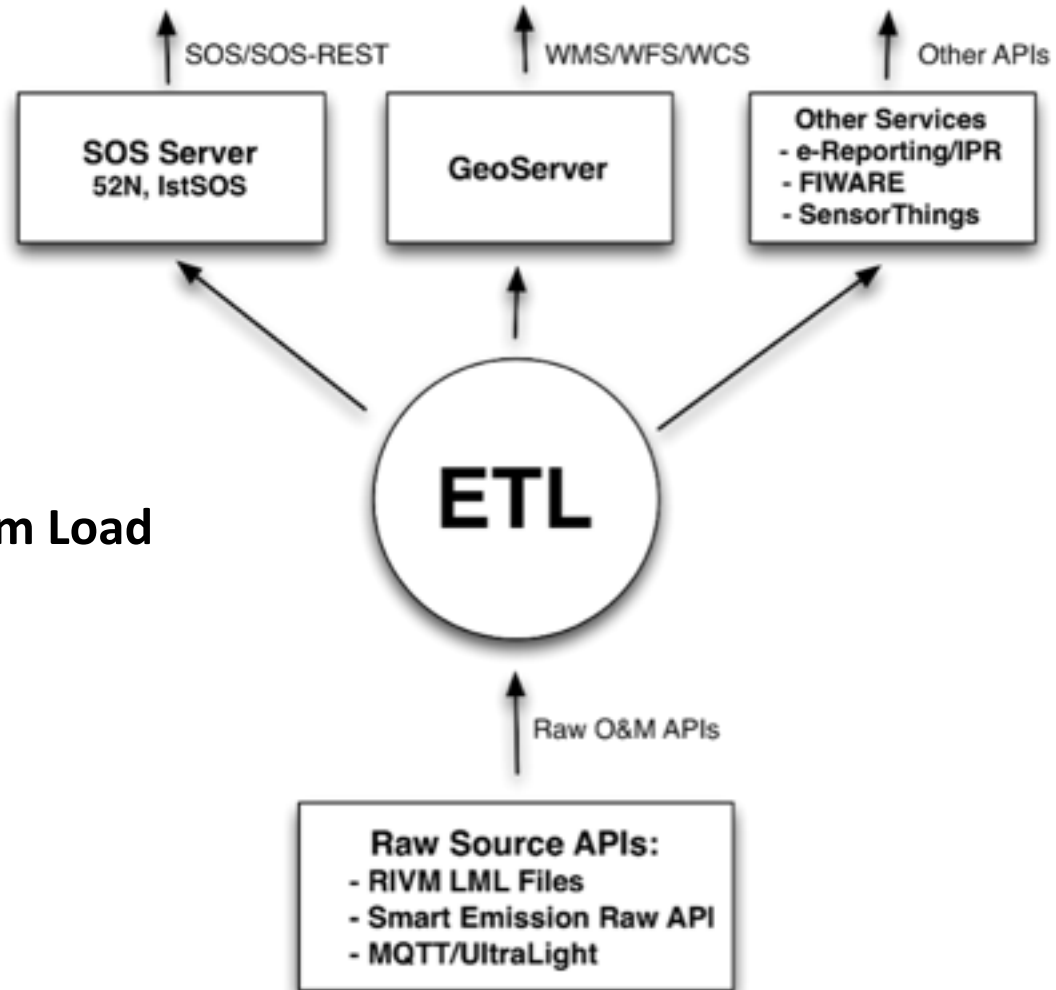 SOS/SOS-REST
WMS/WFS/WCS
Other APIs
SOS Server
52N, IstSOS
GeoServer
Other Services
- e-Reporting/IPR
- FIWARE
- SensorThings
ETL
m Load
Raw O&M APIs
Raw Source APIs:
- RIVM LML Files
- Smart Emission Raw API
- MQTT/UltraLight